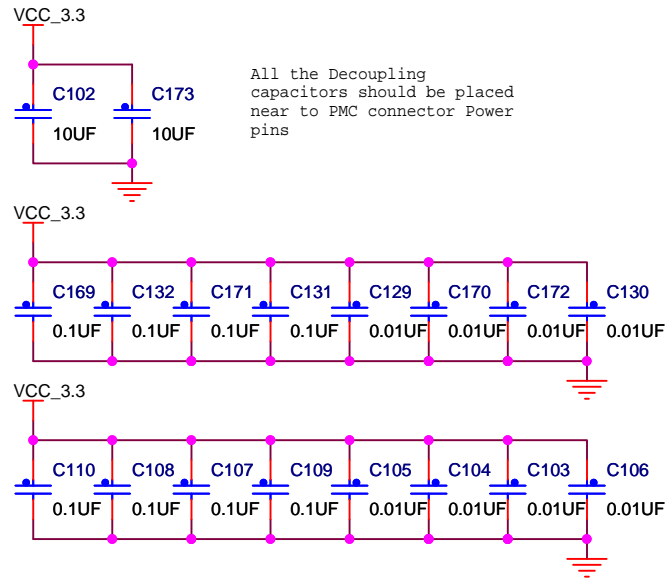 VCC_3.3
C102 C173
10UF 10UF
All the Decoupling
capacitors should be placed
near to PMC connector Power
pins
VCC_3.3
C169 C132 C171 C131 C129 C170 C172 C130
0.1UF 0.1UF 0.1UF 0.1UF 0.01UF 0.01UF 0.01UF 0.01UF
VCC_3.3
C110 C108 C107 C109 C105 C104 C103 C106
0.1UF 0.1UF 0.1UF 0.1UF 0.01UF 0.01UF 0.01UF 0.01UF